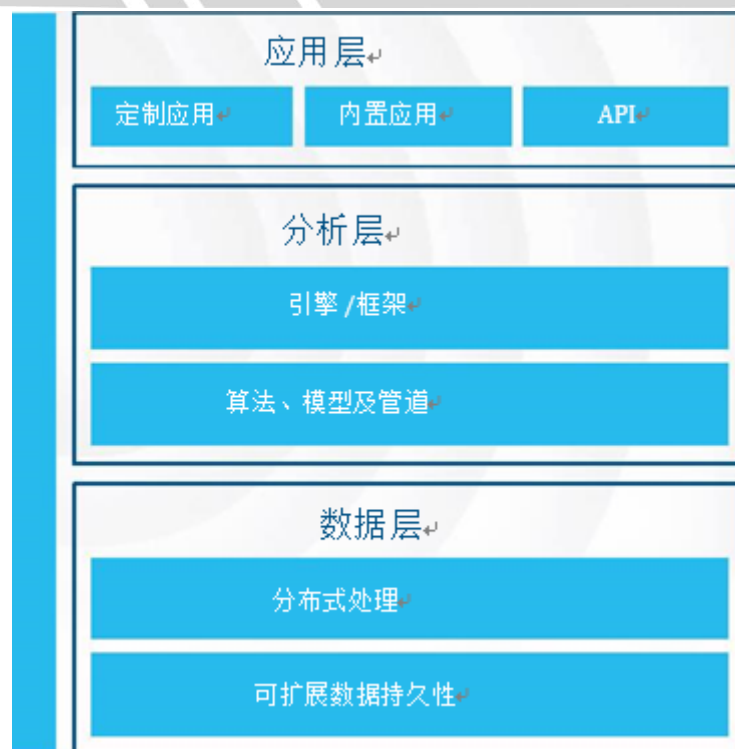 应用层
定制应用 内置应用 API
分析层
引擎/框架
算法、模型及管道
数据层
分布式处理
可扩展数据持久性